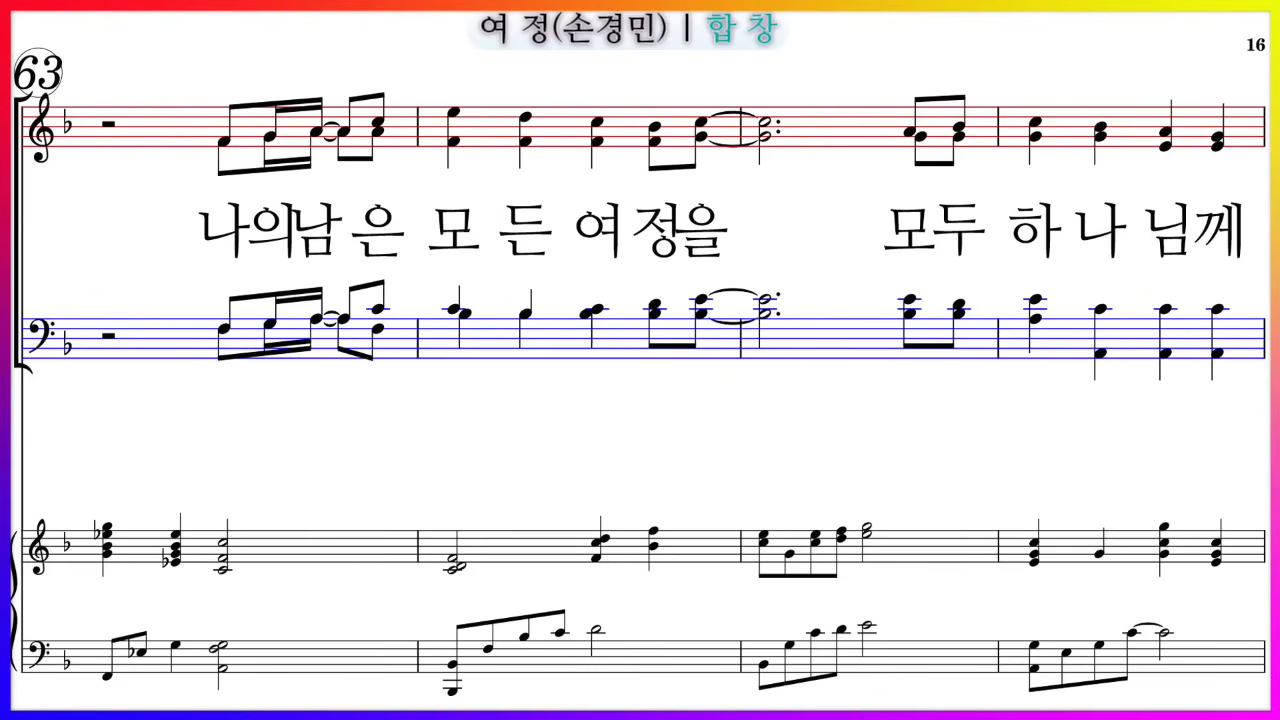 여 정(손경민) | 합 창
16
63
나의남 은 모 든 여 정을 모두 하 나 님께